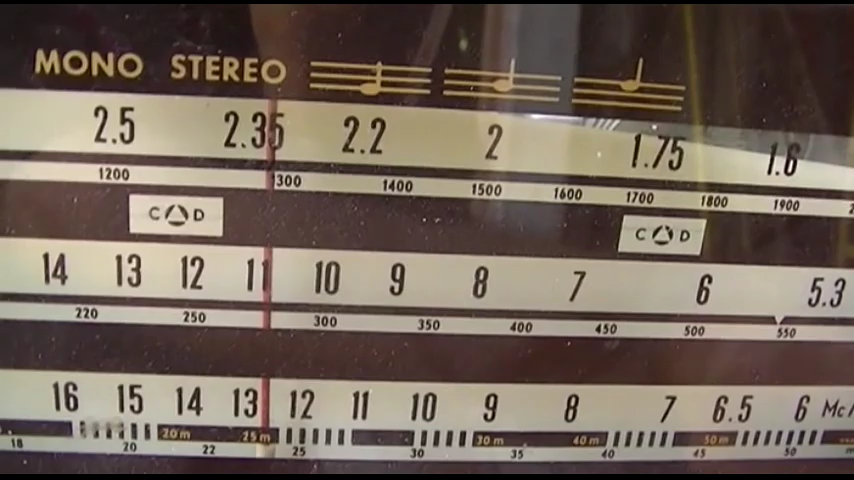 MONO STEREO
2.5 2.35 2.2 2 1.75 1.6
1200 1300 1400 1500 1600 1700 1800 1900
C D C D
14 13 12 11 10 9 8 7 6 5.3
220 250 300 350 400 450 500 550
16 15 14 13 12 11 10 9 8 7 6.5 6 Mc/
20m 25m 30m 40m 50m
18 20 22 25 30 35 40 45 50